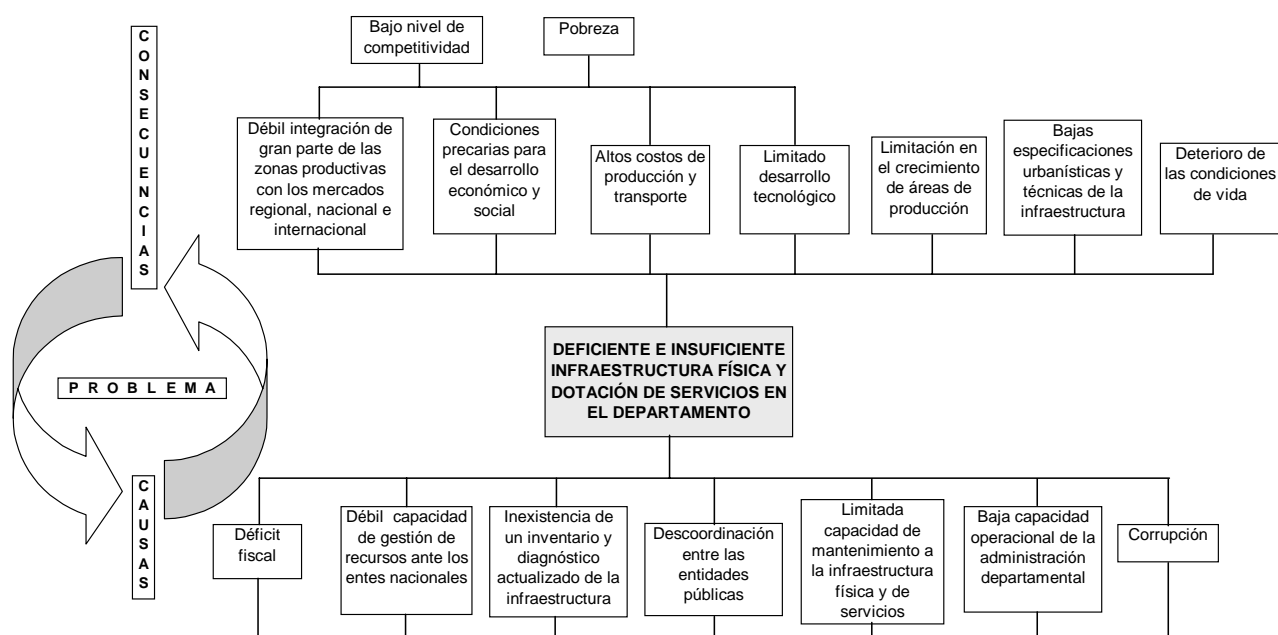 CONSECUENCIAS
Bajo nivel de
competitividad
Pobreza
Débil integración de
gran parte de las
zonas productivas
con los mercados
regional, nacional e
internacional
Condiciones
precarias para
el desarrollo
económico y
social
Altos costos de
producción y
transporte
Limitado
desarrollo
tecnológico
Limitación en
el crecimiento
de áreas de
producción
Bajas
especificaciones
urbanísticas y
técnicas de la
infraestructura
Deterioro de
las condiciones
de vida
PROBLEMA
DEFICIENTE E INSUFICIENTE
INFRAESTRUCTURA FÍSICA Y
DOTACIÓN DE SERVICIOS EN
EL DEPARTAMENTO
CAUSAS
Déficit
fiscal
Débil capacidad
de gestión de
recursos ante los
entes nacionales
Inexistencia de
un inventario y
diagnóstico
actualizado de la
infraestructura
Descoordinación
entre las
entidades
públicas
Limitada
capacidad de
mantenimiento a
la infraestructura
física y de
servicios
Baja capacidad
operacional de la
administración
departamental
Corrupción